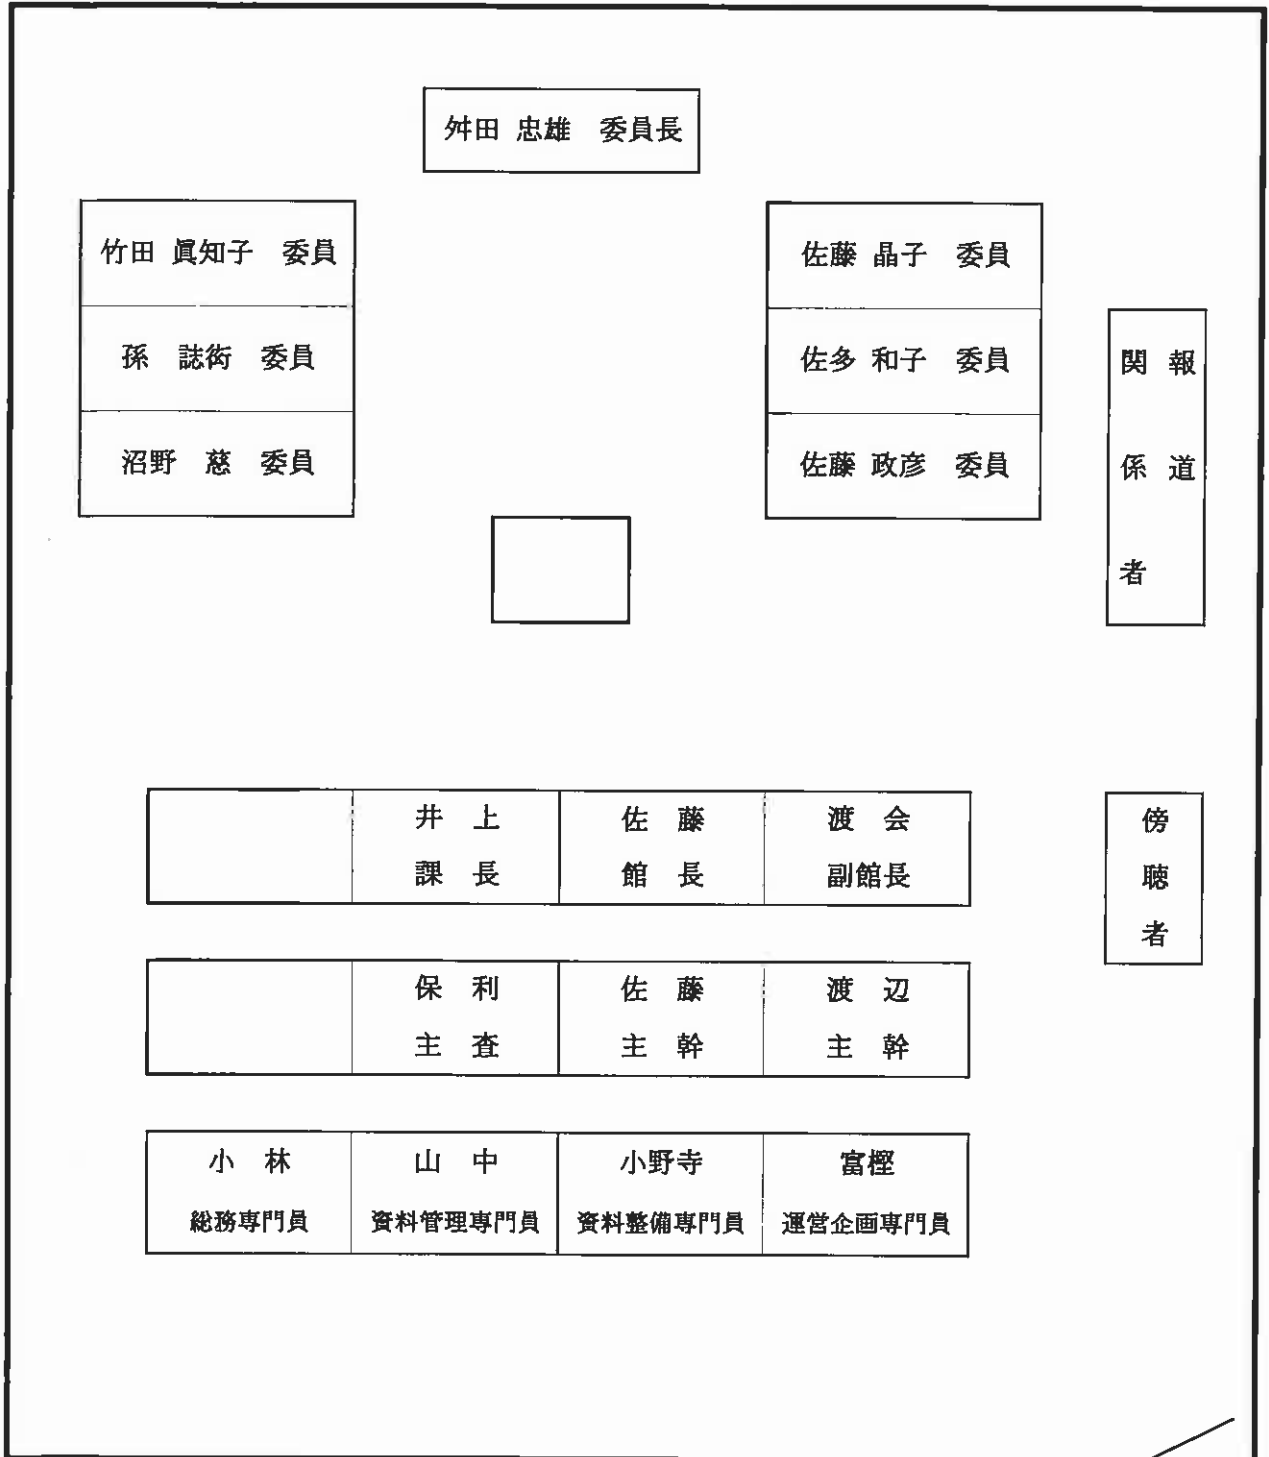 舛田 忠雄 委員長
竹田 眞知子 委員
孫 誌衒 委員
沼野 慈 委員
佐藤 晶子 委員
佐多 和子 委員
佐藤 政彦 委員
報道
関係者
井上
課長
佐藤
館長
渡会
副館長
傍聴者
保利
主査
佐藤
主幹
渡辺
主幹
小林
総務専門員
山中
資料管理専門員
小野寺
資料整備専門員
富樫
運営企画専門員